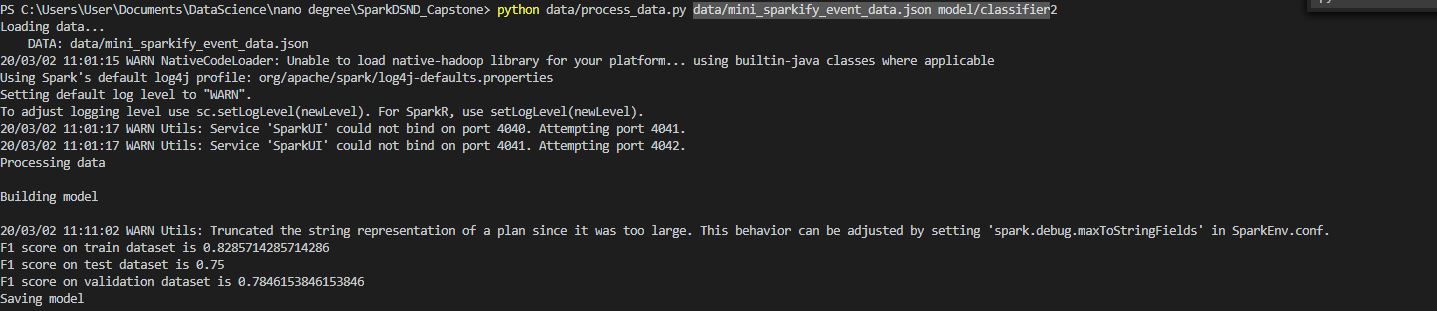 PS C:\Users\User\Documents\DataScience\nano degree\SparkDSND_Capstone> python data/process_data.py data/mini_sparkify_event_data.json model/classifier2
Loading data...
    DATA: data/mini_sparkify_event_data.json
20/03/02 11:01:15 WARN NativeCodeLoader: Unable to load native-hadoop library for your platform... using builtin-java classes where applicable
Using Spark's default log4j profile: org/apache/spark/log4j-defaults.properties
Setting default log level to "WARN".
To adjust logging level use sc.setLogLevel(newLevel). For SparkR, use setLogLevel(newLevel).
20/03/02 11:01:17 WARN Utils: Service 'SparkUI' could not bind on port 4040. Attempting port 4041.
20/03/02 11:01:17 WARN Utils: Service 'SparkUI' could not bind on port 4041. Attempting port 4042.
Processing data
Building model
20/03/02 11:11:02 WARN Utils: Truncated the string representation of a plan since it was too large. This behavior can be adjusted by setting 'spark.debug.maxToStringFields' in SparkEnv.conf.
F1 score on train dataset is 0.8285714285714286
F1 score on test dataset is 0.75
F1 score on validation dataset is 0.7846153846153846
Saving model